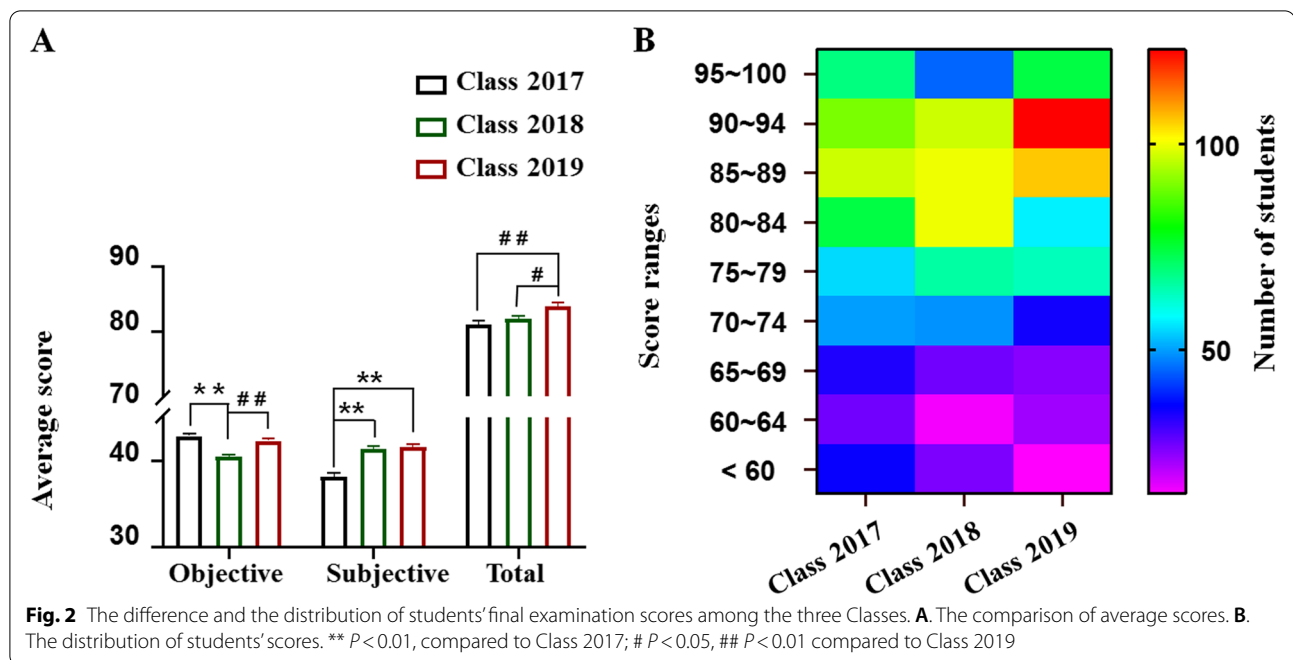 A
Class 2017
Class 2018
Class 2019
Average score
90
80
70
40
30
##
#
**
##
**
**
Objective
Subjective
Total
B
Score ranges
95~100
90~94
85~89
80~84
75~79
70~74
65~69
60~64
< 60
Class 2017
Class 2018
Class 2019
100
50
Number of students
Fig. 2 The difference and the distribution of students' final examination scores among the three Classes. A. The comparison of average scores. B.
The distribution of students' scores. ** P < 0.01, compared to Class 2017; # P < 0.05, ## P < 0.01 compared to Class 2019